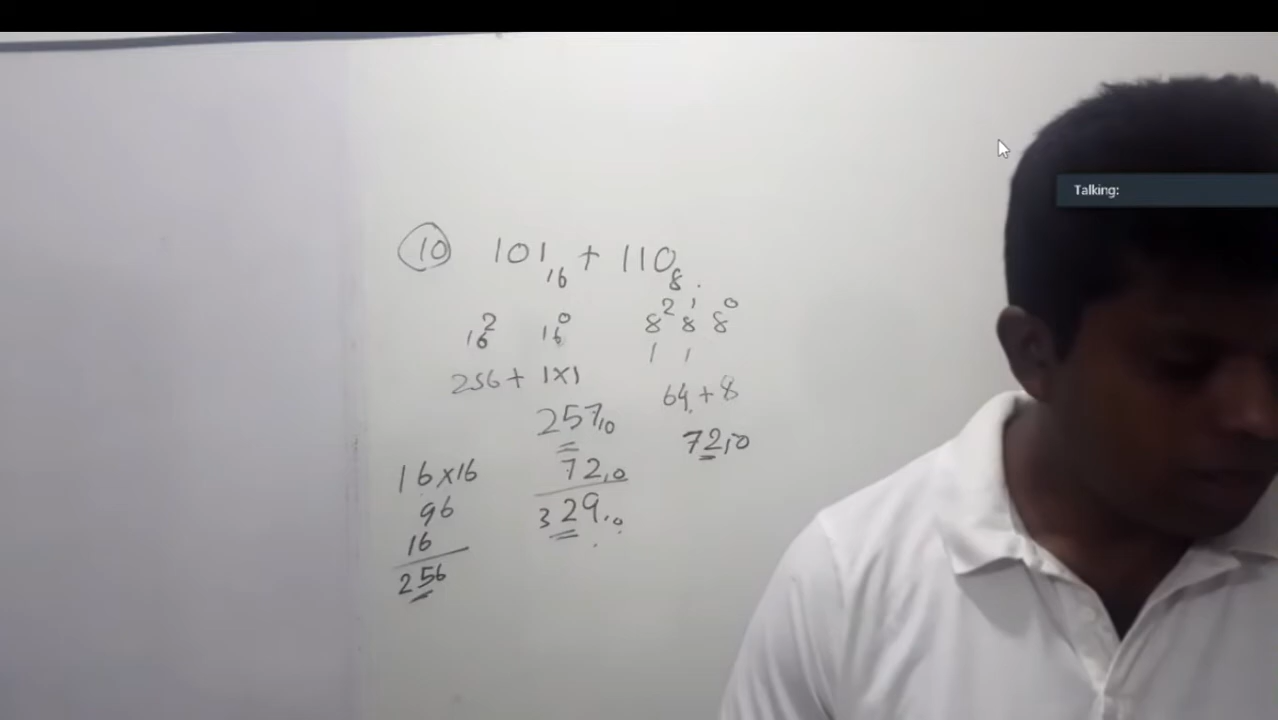 Talking:
10 101₁₆ + 110₈.
16² 16⁰ 8² 8¹ 8⁰
1 1
256 + 1×1 64 + 8
257₁₀ 72₁₀
16×16 72₁₀
96 329₁₀
16
256